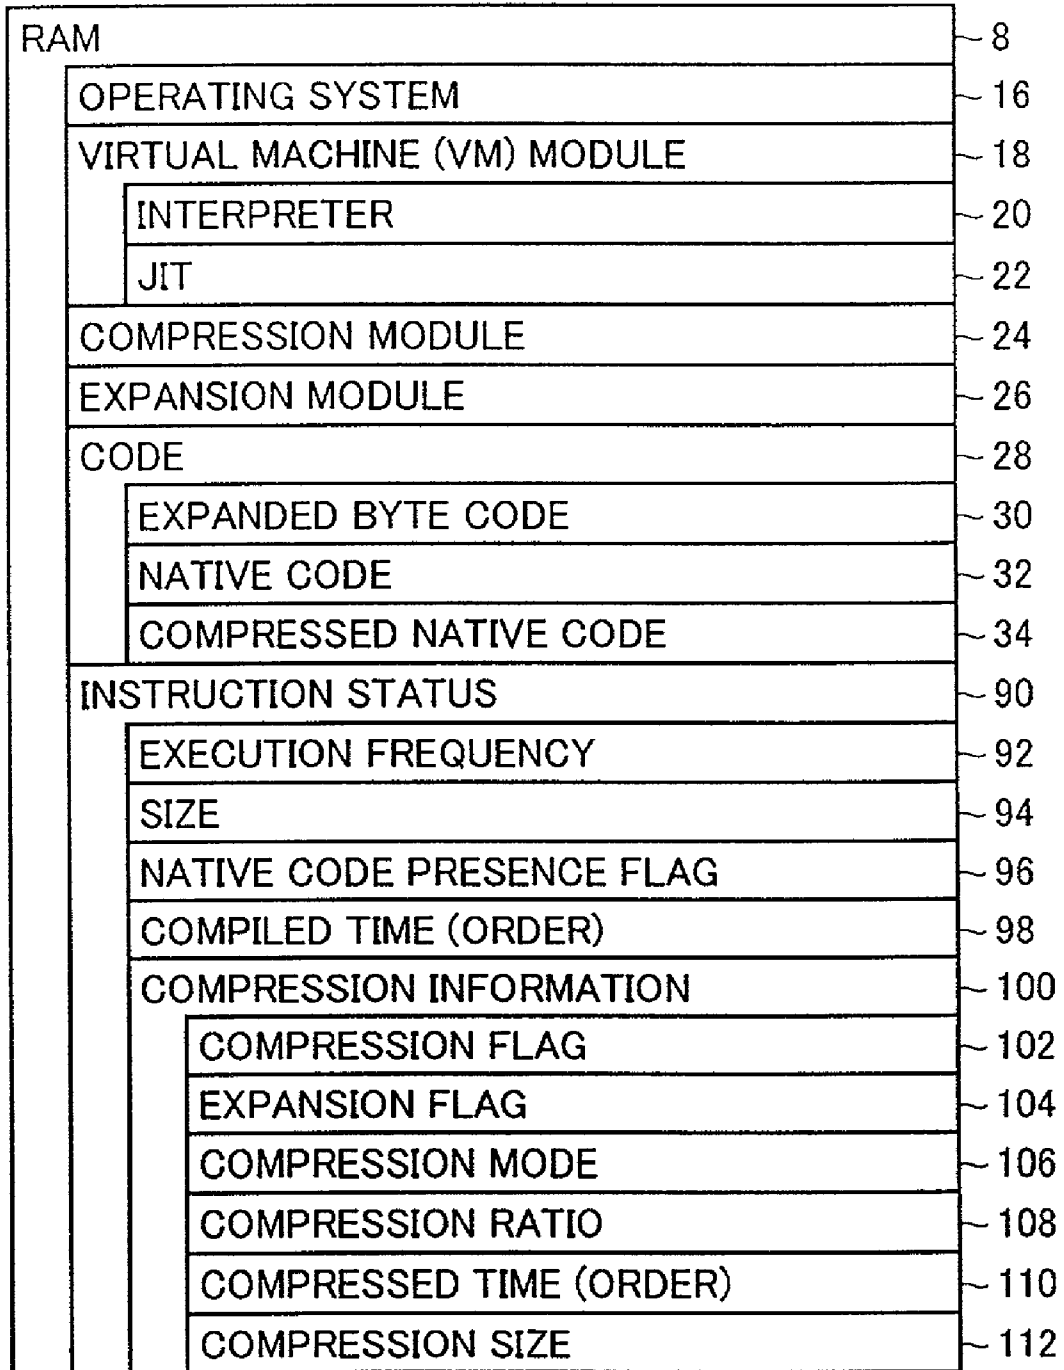 RAM 8
OPERATING SYSTEM 16
VIRTUAL MACHINE (VM) MODULE 18
INTERPRETER 20
JIT 22
COMPRESSION MODULE 24
EXPANSION MODULE 26
CODE 28
EXPANDED BYTE CODE 30
NATIVE CODE 32
COMPRESSED NATIVE CODE 34
INSTRUCTION STATUS 90
EXECUTION FREQUENCY 92
SIZE 94
NATIVE CODE PRESENCE FLAG 96
COMPILED TIME (ORDER) 98
COMPRESSION INFORMATION 100
COMPRESSION FLAG 102
EXPANSION FLAG 104
COMPRESSION MODE 106
COMPRESSION RATIO 108
COMPRESSED TIME (ORDER) 110
COMPRESSION SIZE 112